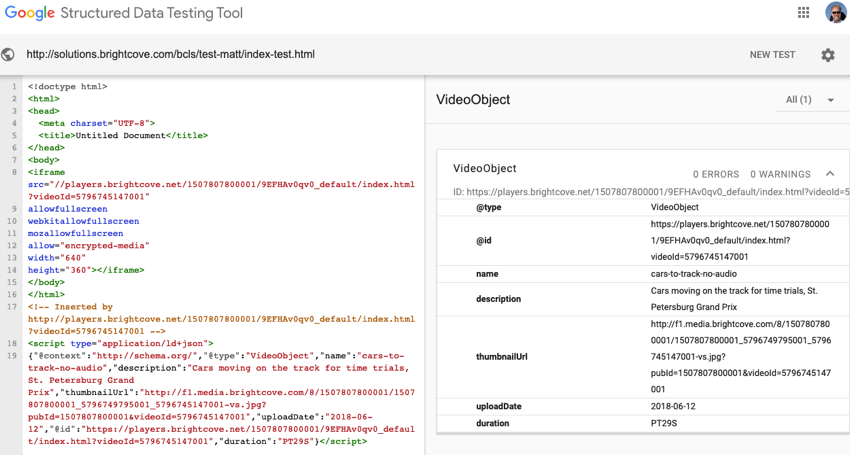 Google Structured Data Testing Tool
http://solutions.brightcove.com/bcls/test-matt/index-test.html
NEW TEST
1 <!doctype html>
2 <html>
3 <head>
4 <meta charset="UTF-8">
5 <title>Untitled Document</title>
6 </head>
7 <body>
8 <iframe
src="//players.brightcove.net/1507807800001/9EFHAv0qv0_default/index.html
?videoId=5796745147001"
9 allowfullscreen
10 webkitallowfullscreen
11 mozallowfullscreen
12 allow="encrypted-media"
13 width="640"
14 height="360"></iframe>
15 </body>
16 </html>
17 <!-- Inserted by
http://players.brightcove.net/1507807800001/9EFHAv0qv0_default/index.html
?videoId=5796745147001 -->
18 <script type="application/ld+json">
19 {"@context":"http://schema.org/","@type":"VideoObject","name":"cars-to-
track-no-audio","description":"Cars moving on the track for time trials,
St. Petersburg Grand
Prix","thumbnailUrl":"http://f1.media.brightcove.com/8/1507807800001/1507
807800001_5796749795001_5796745147001-vs.jpg?
pubId=1507807800001&videoId=5796745147001","uploadDate":"2018-06-
12","@id":"https://players.brightcove.net/1507807800001/9EFHAv0qv0_defaul
t/index.html?videoId=5796745147001","duration":"PT29S"}</script>
VideoObject
All (1)
VideoObject
0 ERRORS 0 WARNINGS
ID: https://players.brightcove.net/1507807800001/9EFHAv0qv0_default/index.html?videoId=5
@type VideoObject
@id
https://players.brightcove.net/150780780000
1/9EFHAv0qv0_default/index.html?
videoId=5796745147001
name cars-to-track-no-audio
description
Cars moving on the track for time trials, St.
Petersburg Grand Prix
thumbnailUrl
http://f1.media.brightcove.com/8/150780780
0001/1507807800001_5796749795001_5796
745147001-vs.jpg?
pubId=1507807800001&videoId=5796745147
001
uploadDate 2018-06-12
duration PT29S